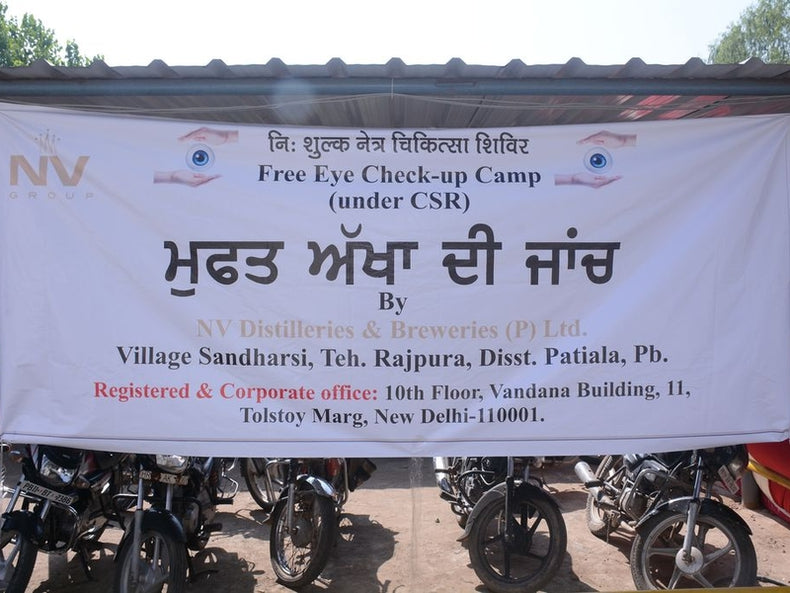 NV
GROUP
निः शुल्क नेत्र चिकित्सा शिविर
Free Eye Check-up Camp
(under CSR)
ਮੁਫਤ ਅੱਖਾ ਦੀ ਜਾਂਚ
By
NV Distilleries & Breweries (P) Ltd.
Village Sandharsi, Teh. Rajpura, Disst. Patiala, Pb.
Registered & Corporate office: 10th Floor, Vandana Building, 11,
Tolstoy Marg, New Delhi-110001.